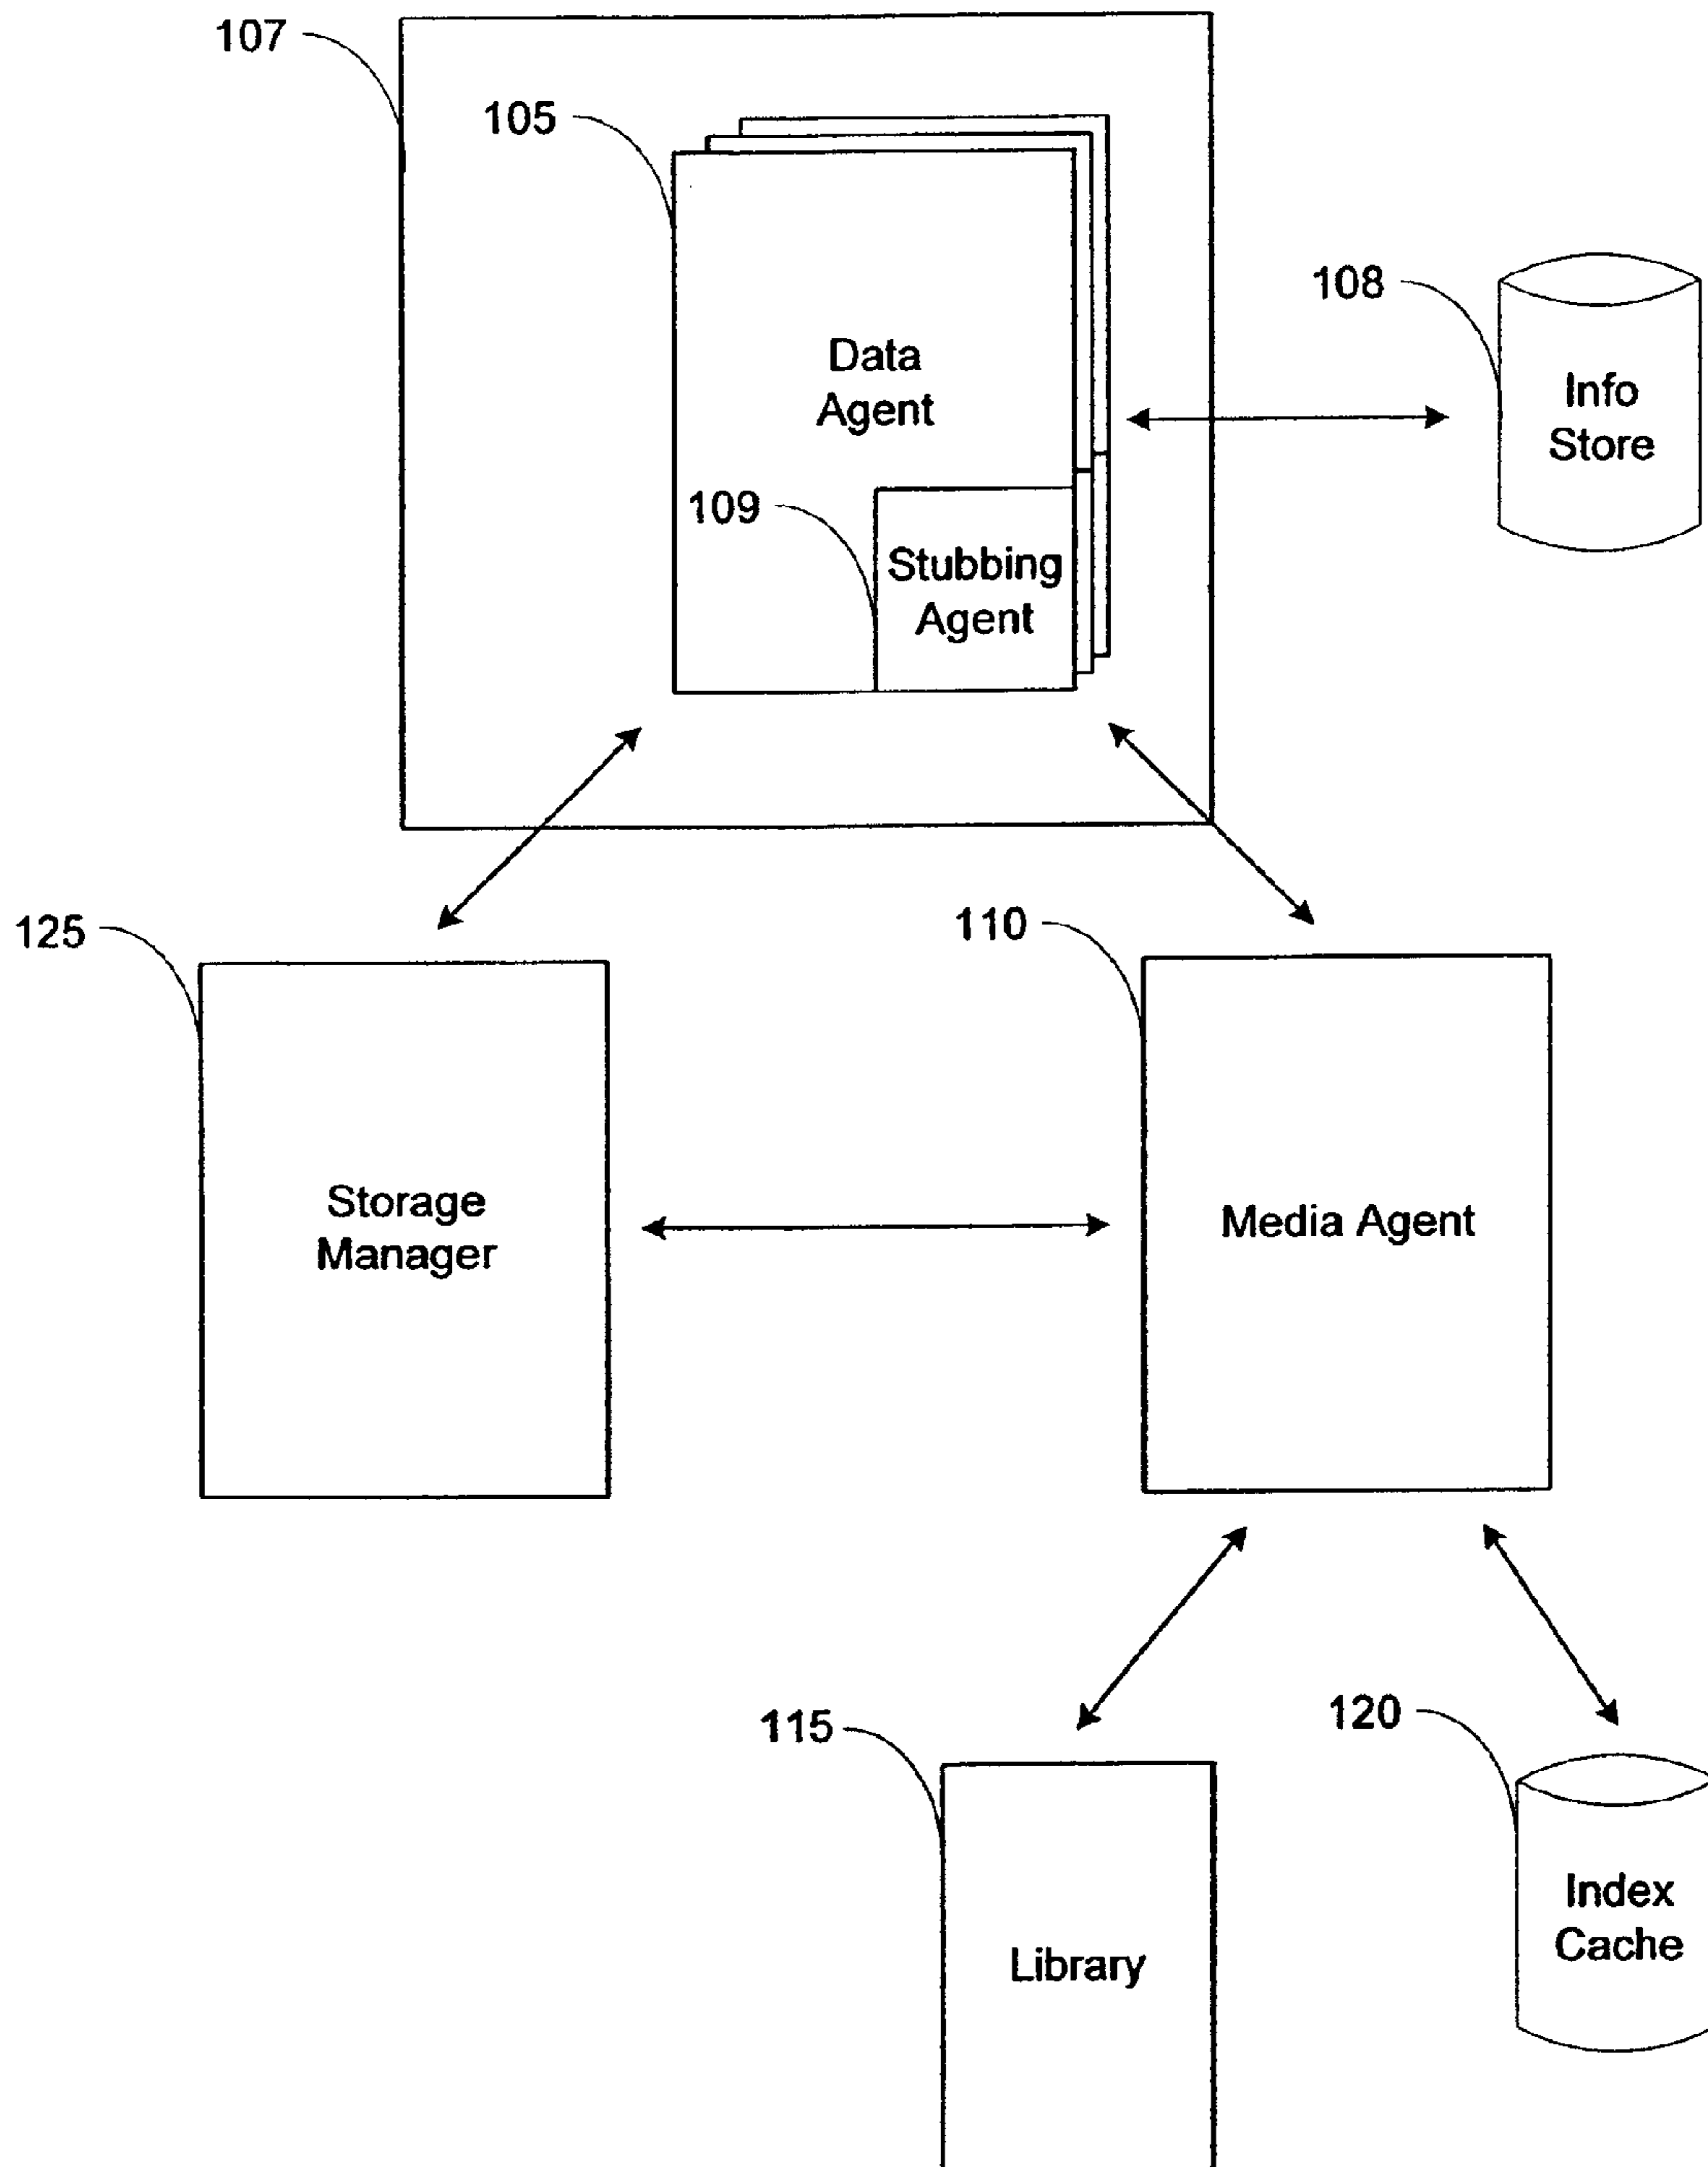 107
105
108
Data
Agent
Info
Store
109
Stubbing
Agent
125
110
Storage
Manager
Media Agent
115
120
Index
Cache
Library